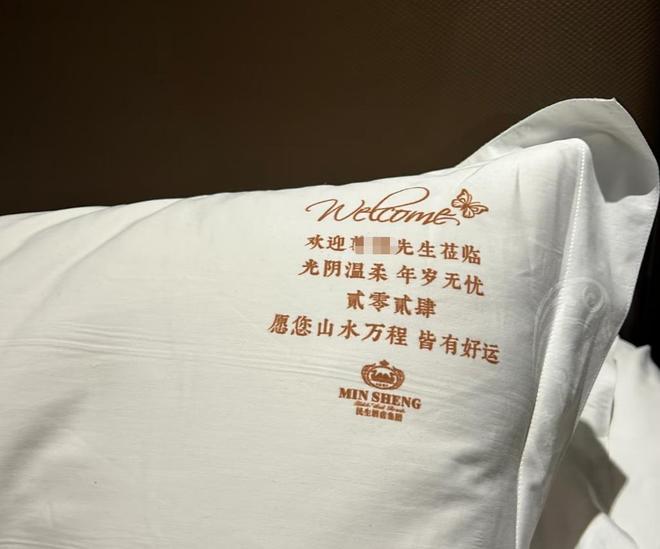 Welcome
欢迎先生莅临
光阴温柔 年岁无忧
贰零贰肆
愿您山水万程 皆有好运
MIN SHENG
民生酒店集团